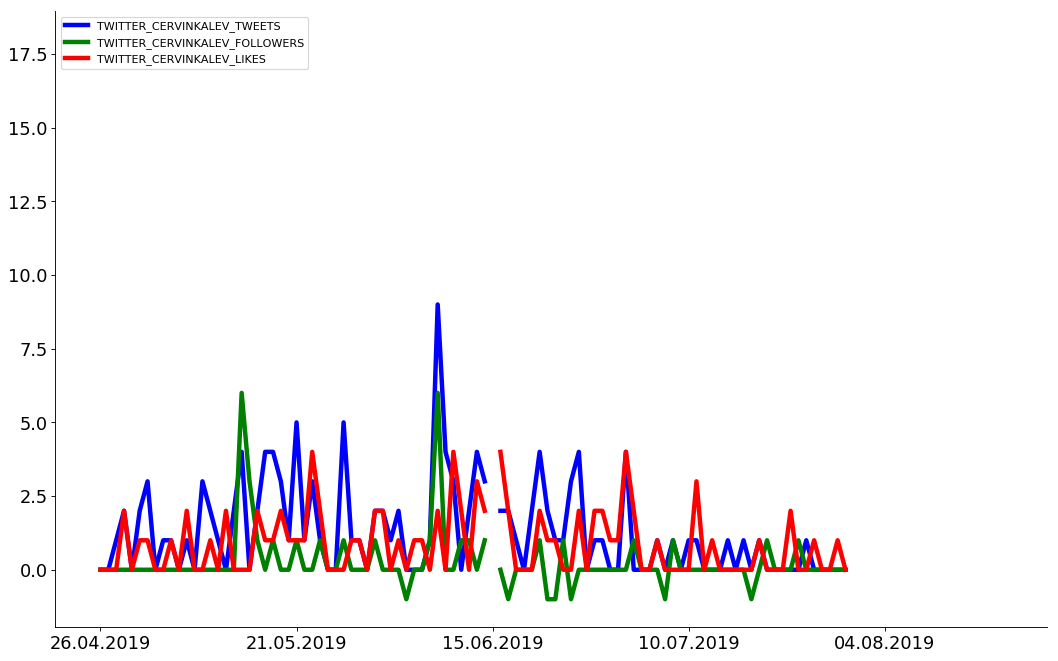 TWITTER_CERVINKALEV_TWEETS
TWITTER_CERVINKALEV_FOLLOWERS
TWITTER_CERVINKALEV_LIKES
17.5
15.0
12.5
10.0
7.5
5.0
2.5
0.0
26.04.2019 21.05.2019 15.06.2019 10.07.2019 04.08.2019